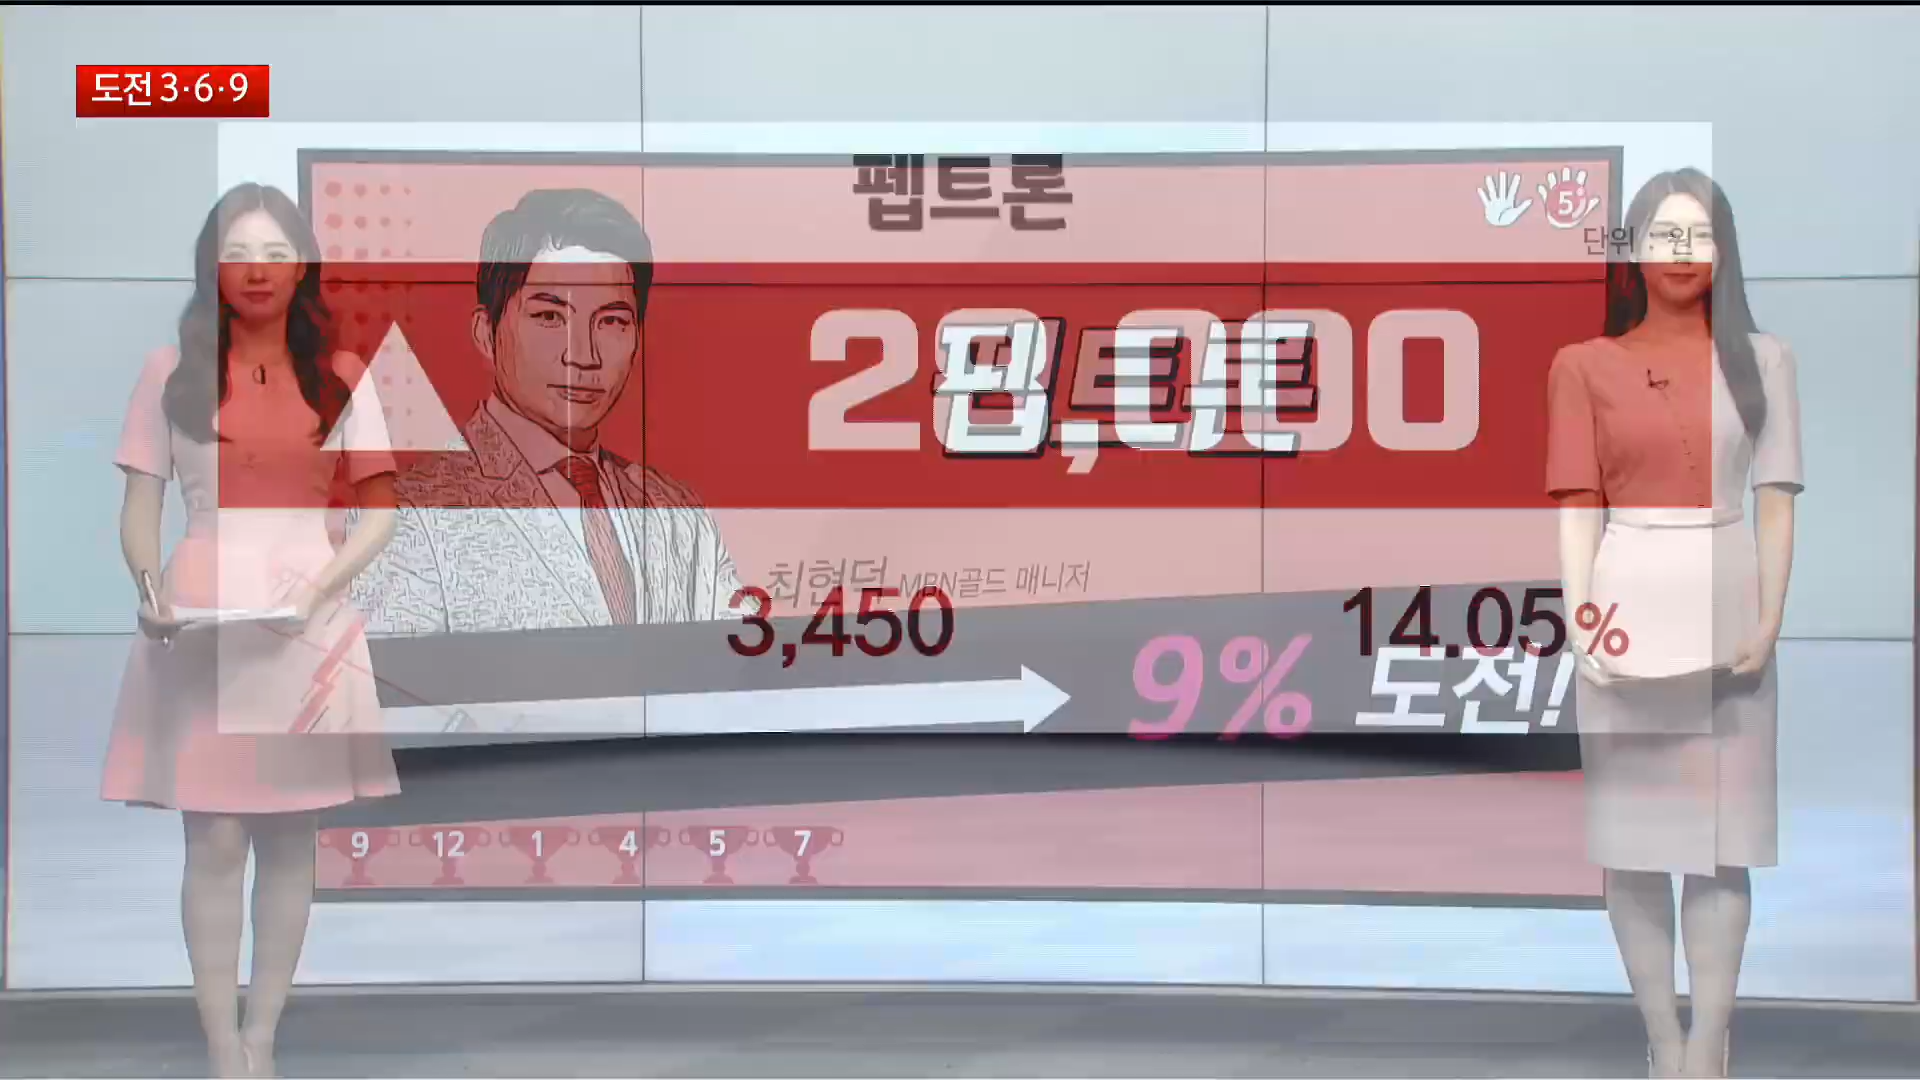 도전 3·6·9
펩트론
5
단위 : 원
28,000
펩트론
최현덕 MBN골드 매니저
3,450
14.05%
9% 도전!
9 12 1 4 5 7